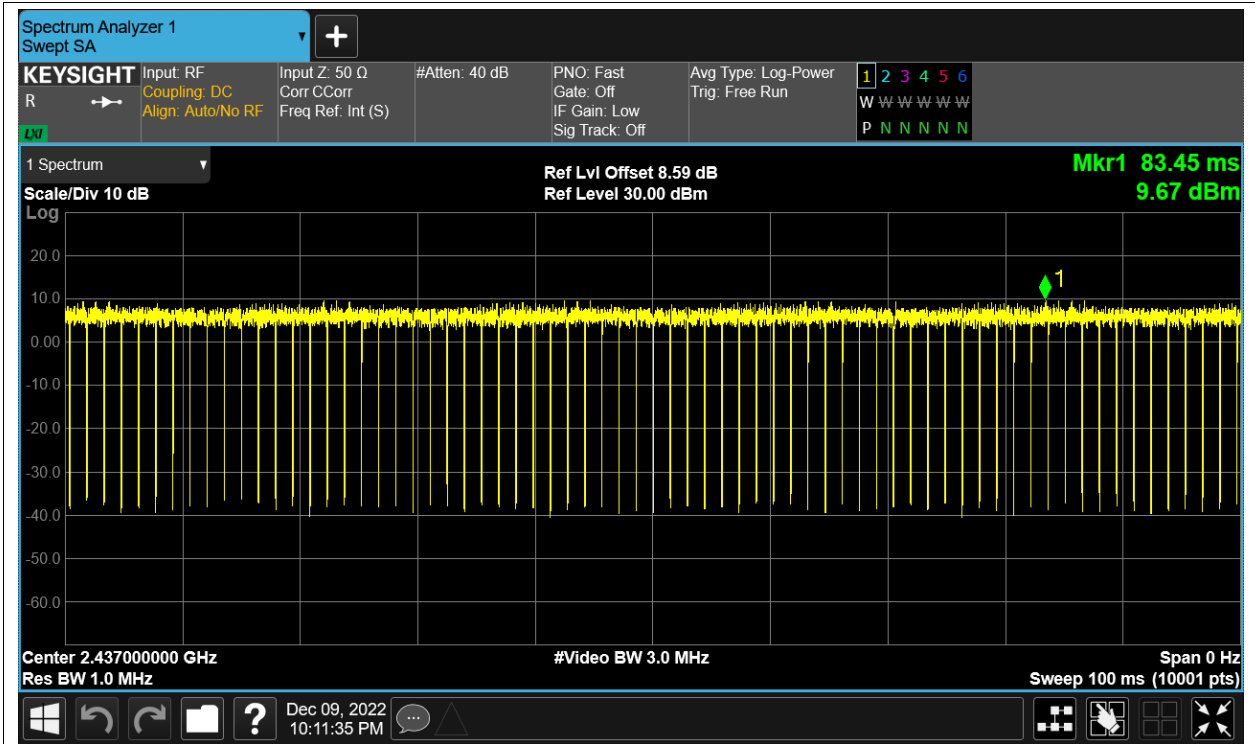 Spectrum Analyzer 1
Swept SA
+
KEYSIGHT
R
LXI
Input: RF
Coupling: DC
Align: Auto/No RF
Input Z: 50 Ω
Corr CCorr
Freq Ref: Int (S)
#Atten: 40 dB
PNO: Fast
Gate: Off
IF Gain: Low
Sig Track: Off
Avg Type: Log-Power
Trig: Free Run
1 2 3 4 5 6
W W W W W W
P N N N N N
1 Spectrum
Scale/Div 10 dB
Log
Ref Lvl Offset 8.59 dB
Ref Level 30.00 dBm
Mkr1 83.45 ms
9.67 dBm
1
20.0
10.0
0.00
-10.0
-20.0
-30.0
-40.0
-50.0
-60.0
Center 2.437000000 GHz
Res BW 1.0 MHz
#Video BW 3.0 MHz
Span 0 Hz
Sweep 100 ms (10001 pts)
?
Dec 09, 2022
10:11:35 PM